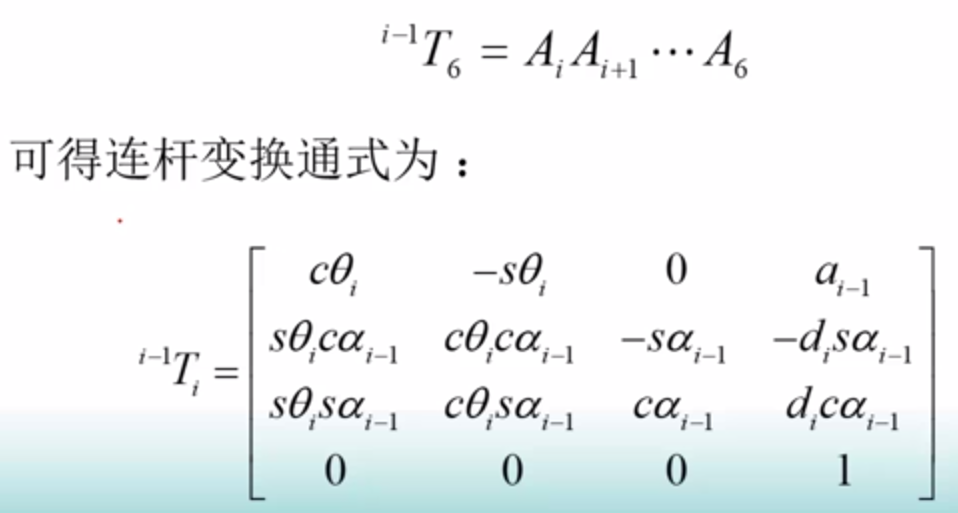 $^{i-1}T_6 = A_i A_{i+1} \cdots A_6$
可得连杆变换通式为：
$^{i-1}T_i = \begin{bmatrix} c\theta_i & -s\theta_i & 0 & a_{i-1} \\ s\theta_i c\alpha_{i-1} & c\theta_i c\alpha_{i-1} & -s\alpha_{i-1} & -d_i s\alpha_{i-1} \\ s\theta_i s\alpha_{i-1} & c\theta_i s\alpha_{i-1} & c\alpha_{i-1} & d_i c\alpha_{i-1} \\ 0 & 0 & 0 & 1 \end{bmatrix}$